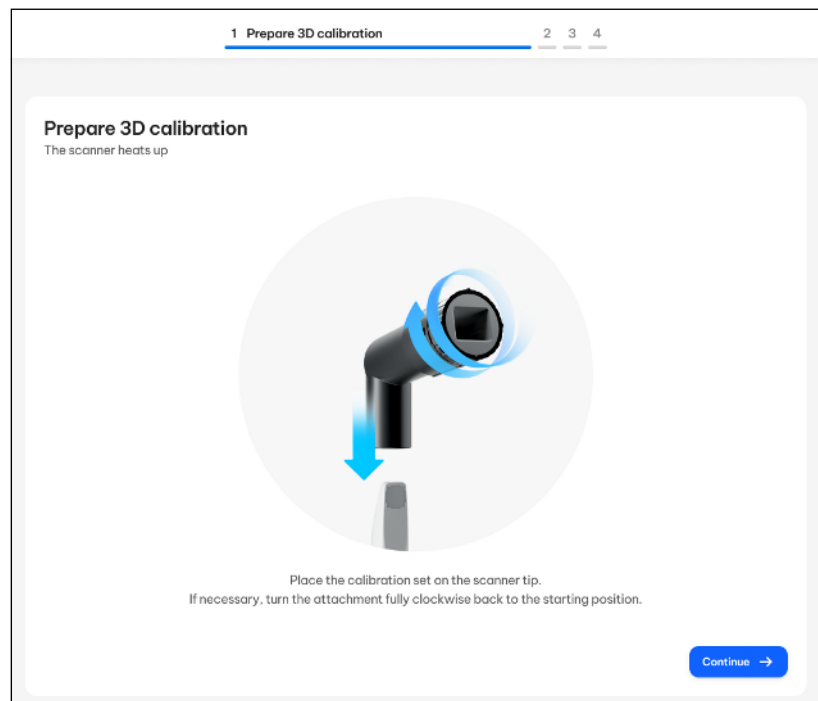 1 Prepare 3D calibration 2 3 4
Prepare 3D calibration
The scanner heats up
Place the calibration set on the scanner tip.
If necessary, turn the attachment fully clockwise back to the starting position.
Continue →